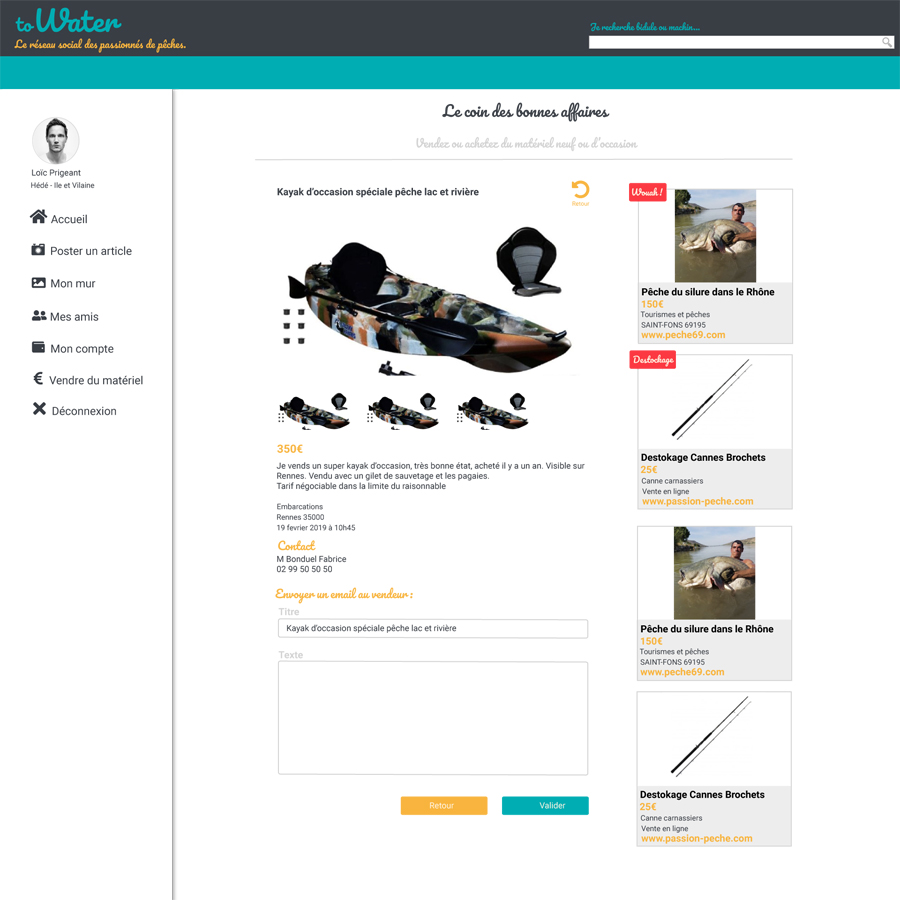 to Water
Le réseau social des passionnés de pêches.
Je recherche bidule ou machin...
Loïc Prigeant
Hédé - Ile et Vilaine
Accueil
Poster un article
Mon mur
Mes amis
Mon compte
Vendre du matériel
Déconnexion
Le coin des bonnes affaires
Vendez ou achetez du matériel neuf ou d'occasion
Kayak d'occasion spéciale pêche lac et rivière
Retour
350€
Je vends un super kayak d'occasion, très bonne état, acheté il y a un an. Visible sur
Rennes. Vendu avec un gilet de sauvetage et les pagaies.
Tarif négociable dans la limite du raisonnable
Embarcations
Rennes 35000
19 fevrier 2019 à 10h45
Contact
M Bonduel Fabrice
02 99 50 50 50
Envoyer un email au vendeur :
Titre
Kayak d'occasion spéciale pêche lac et rivière
Texte
Retour
Valider
Wouah !
Pêche du silure dans le Rhône
150€
Tourismes et pêches
SAINT-FONS 69195
www.peche69.com
Destockage
Destokage Cannes Brochets
25€
Canne carnassiers
Vente en ligne
www.passion-peche.com
Pêche du silure dans le Rhône
150€
Tourismes et pêches
SAINT-FONS 69195
www.peche69.com
Destokage Cannes Brochets
25€
Canne carnassiers
Vente en ligne
www.passion-peche.com